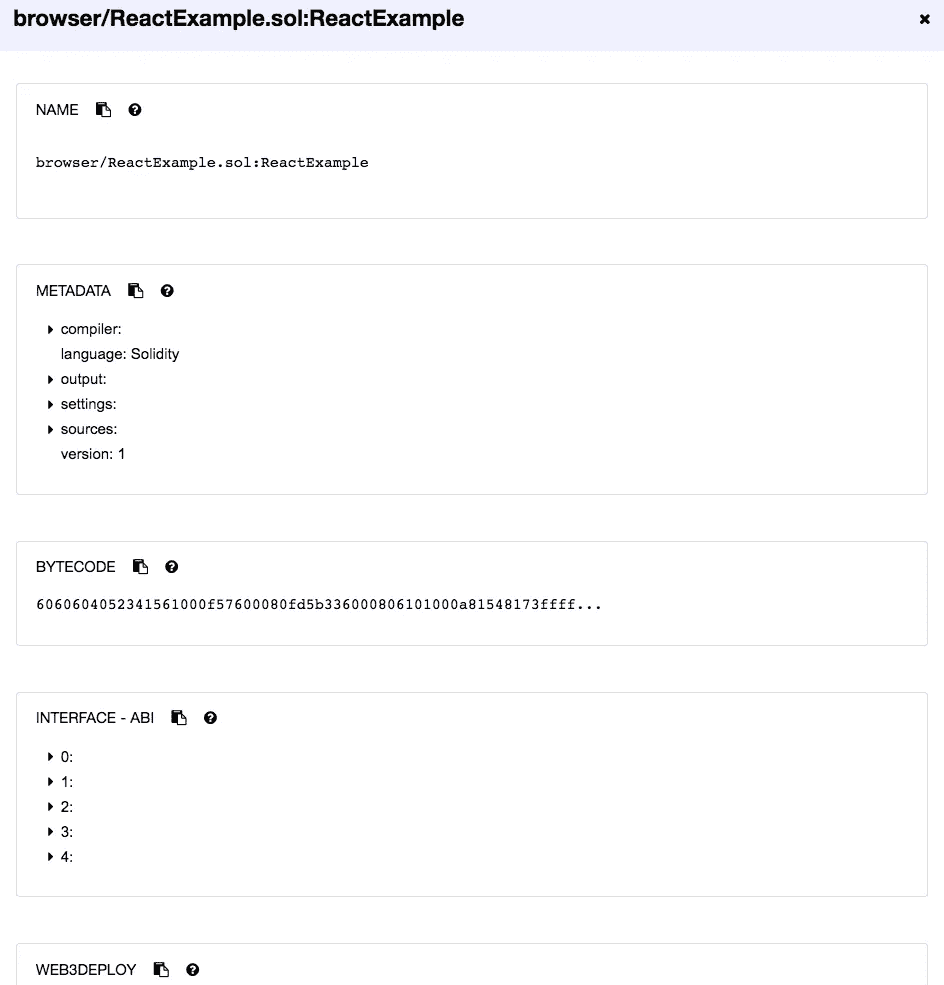 browser/ReactExample.sol:ReactExample
NAME
browser/ReactExample.sol:ReactExample
METADATA
compiler:
language: Solidity
output:
settings:
sources:
version: 1
BYTECODE
6060604052341561000f57600080fd5b336000806101000a81548173ffff...
INTERFACE - ABI
0:
1:
2:
3:
4:
WEB3DEPLOY